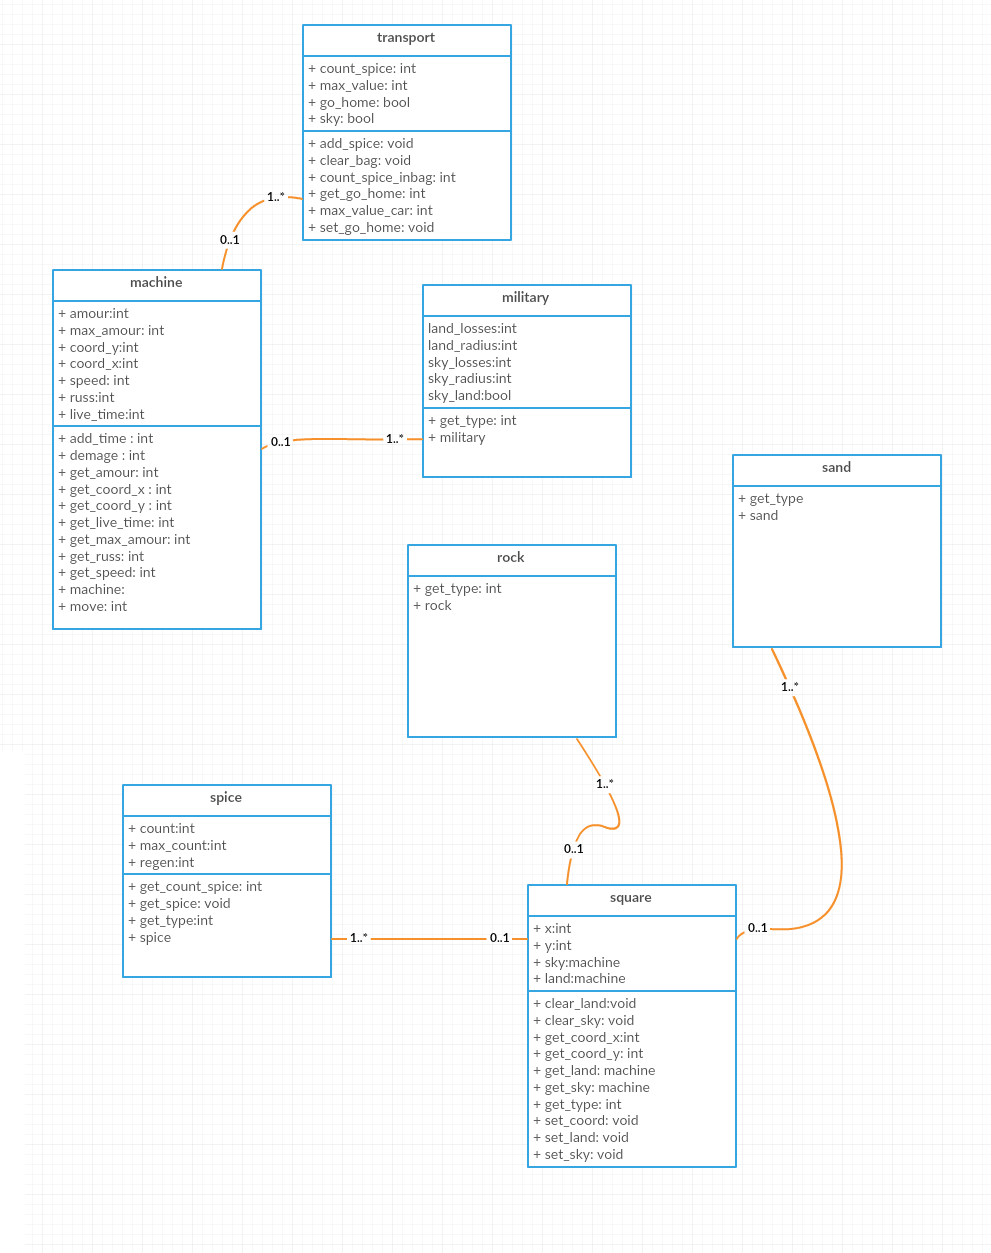 transport
+ count_spice: int
+ max_value: int
+ go_home: bool
+ sky: bool
+ add_spice: void
+ clear_bag: void
+ count_spice_inbag: int
+ get_go_home: int
+ max_value_car: int
+ set_go_home: void
1..*
0..1
machine
+ amour:int
+ max_amour: int
+ coord_y:int
+ coord_x:int
+ speed: int
+ russ:int
+ live_time:int
+ add_time : int
+ demage : int
+ get_amour: int
+ get_coord_x : int
+ get_coord_y : int
+ get_live_time: int
+ get_max_amour: int
+ get_russ: int
+ get_speed: int
+ machine:
+ move: int
0..1
1..*
military
land_losses:int
land_radius:int
sky_losses:int
sky_radius:int
sky_land:bool
+ get_type: int
+ military
sand
+ get_type
+ sand
rock
+ get_type: int
+ rock
1..*
1..*
0..1
spice
+ count:int
+ max_count:int
+ regen:int
+ get_count_spice: int
+ get_spice: void
+ get_type:int
+ spice
1..*
0..1
0..1
square
+ x:int
+ y:int
+ sky:machine
+ land:machine
+ clear_land:void
+ clear_sky: void
+ get_coord_x:int
+ get_coord_y: int
+ get_land: machine
+ get_sky: machine
+ get_type: int
+ set_coord: void
+ set_land: void
+ set_sky: void